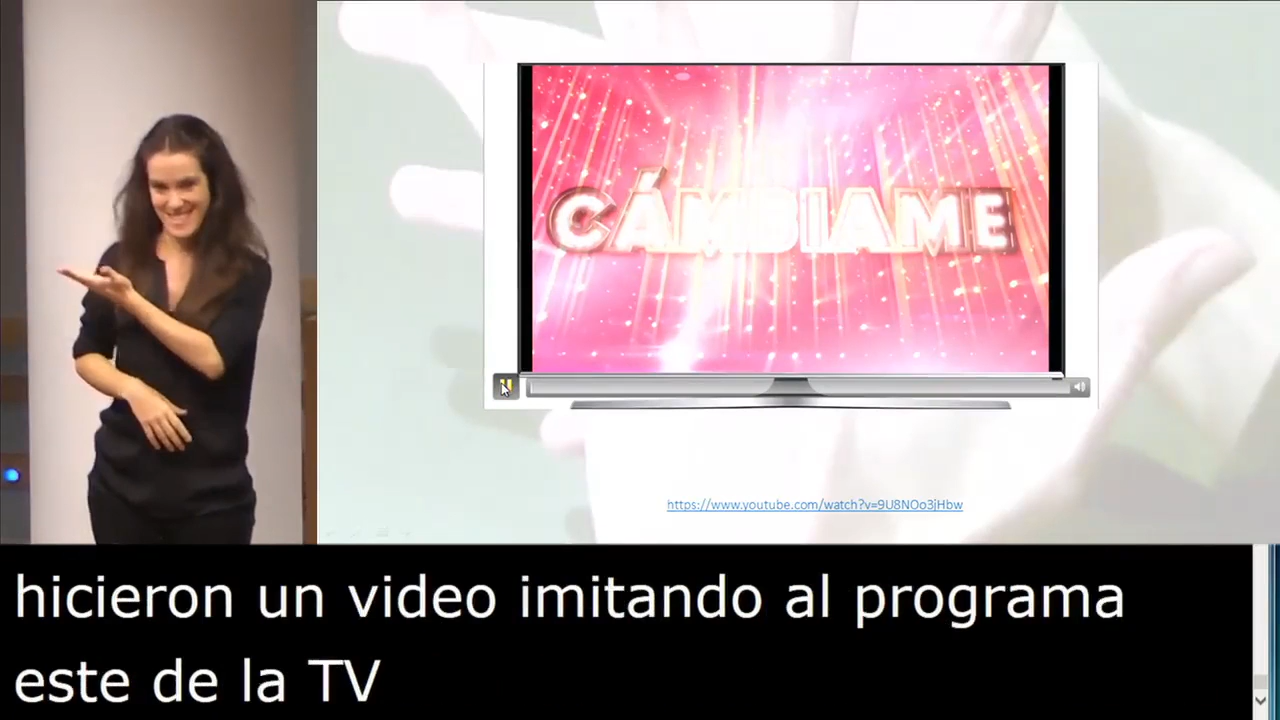 CÁMBIAME
https://www.youtube.com/watch?v=9U8NOo3jHbw
hicieron un video imitando al programa
este de la TV